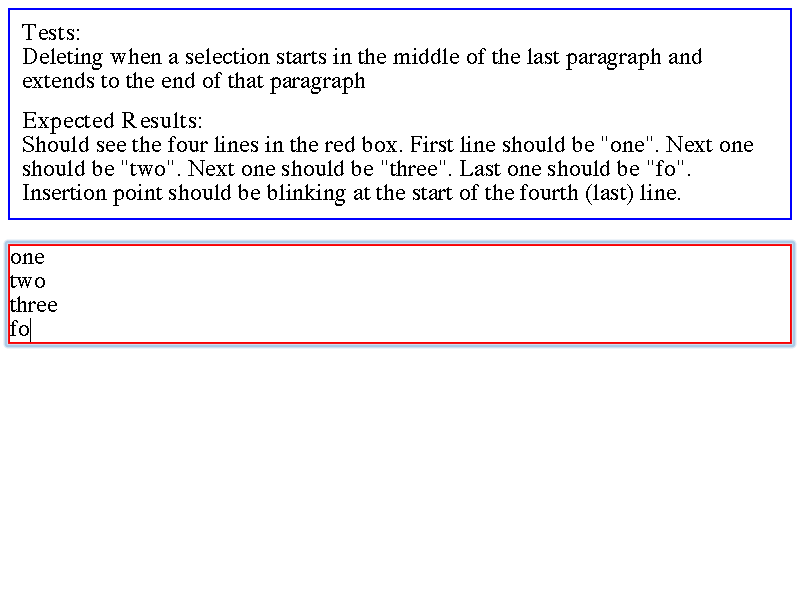 Tests:
Deleting when a selection starts in the middle of the last paragraph and
extends to the end of that paragraph
Expected Results:
Should see the four lines in the red box. First line should be "one". Next one
should be "two". Next one should be "three". Last one should be "fo".
Insertion point should be blinking at the start of the fourth (last) line.
one
two
three
fo